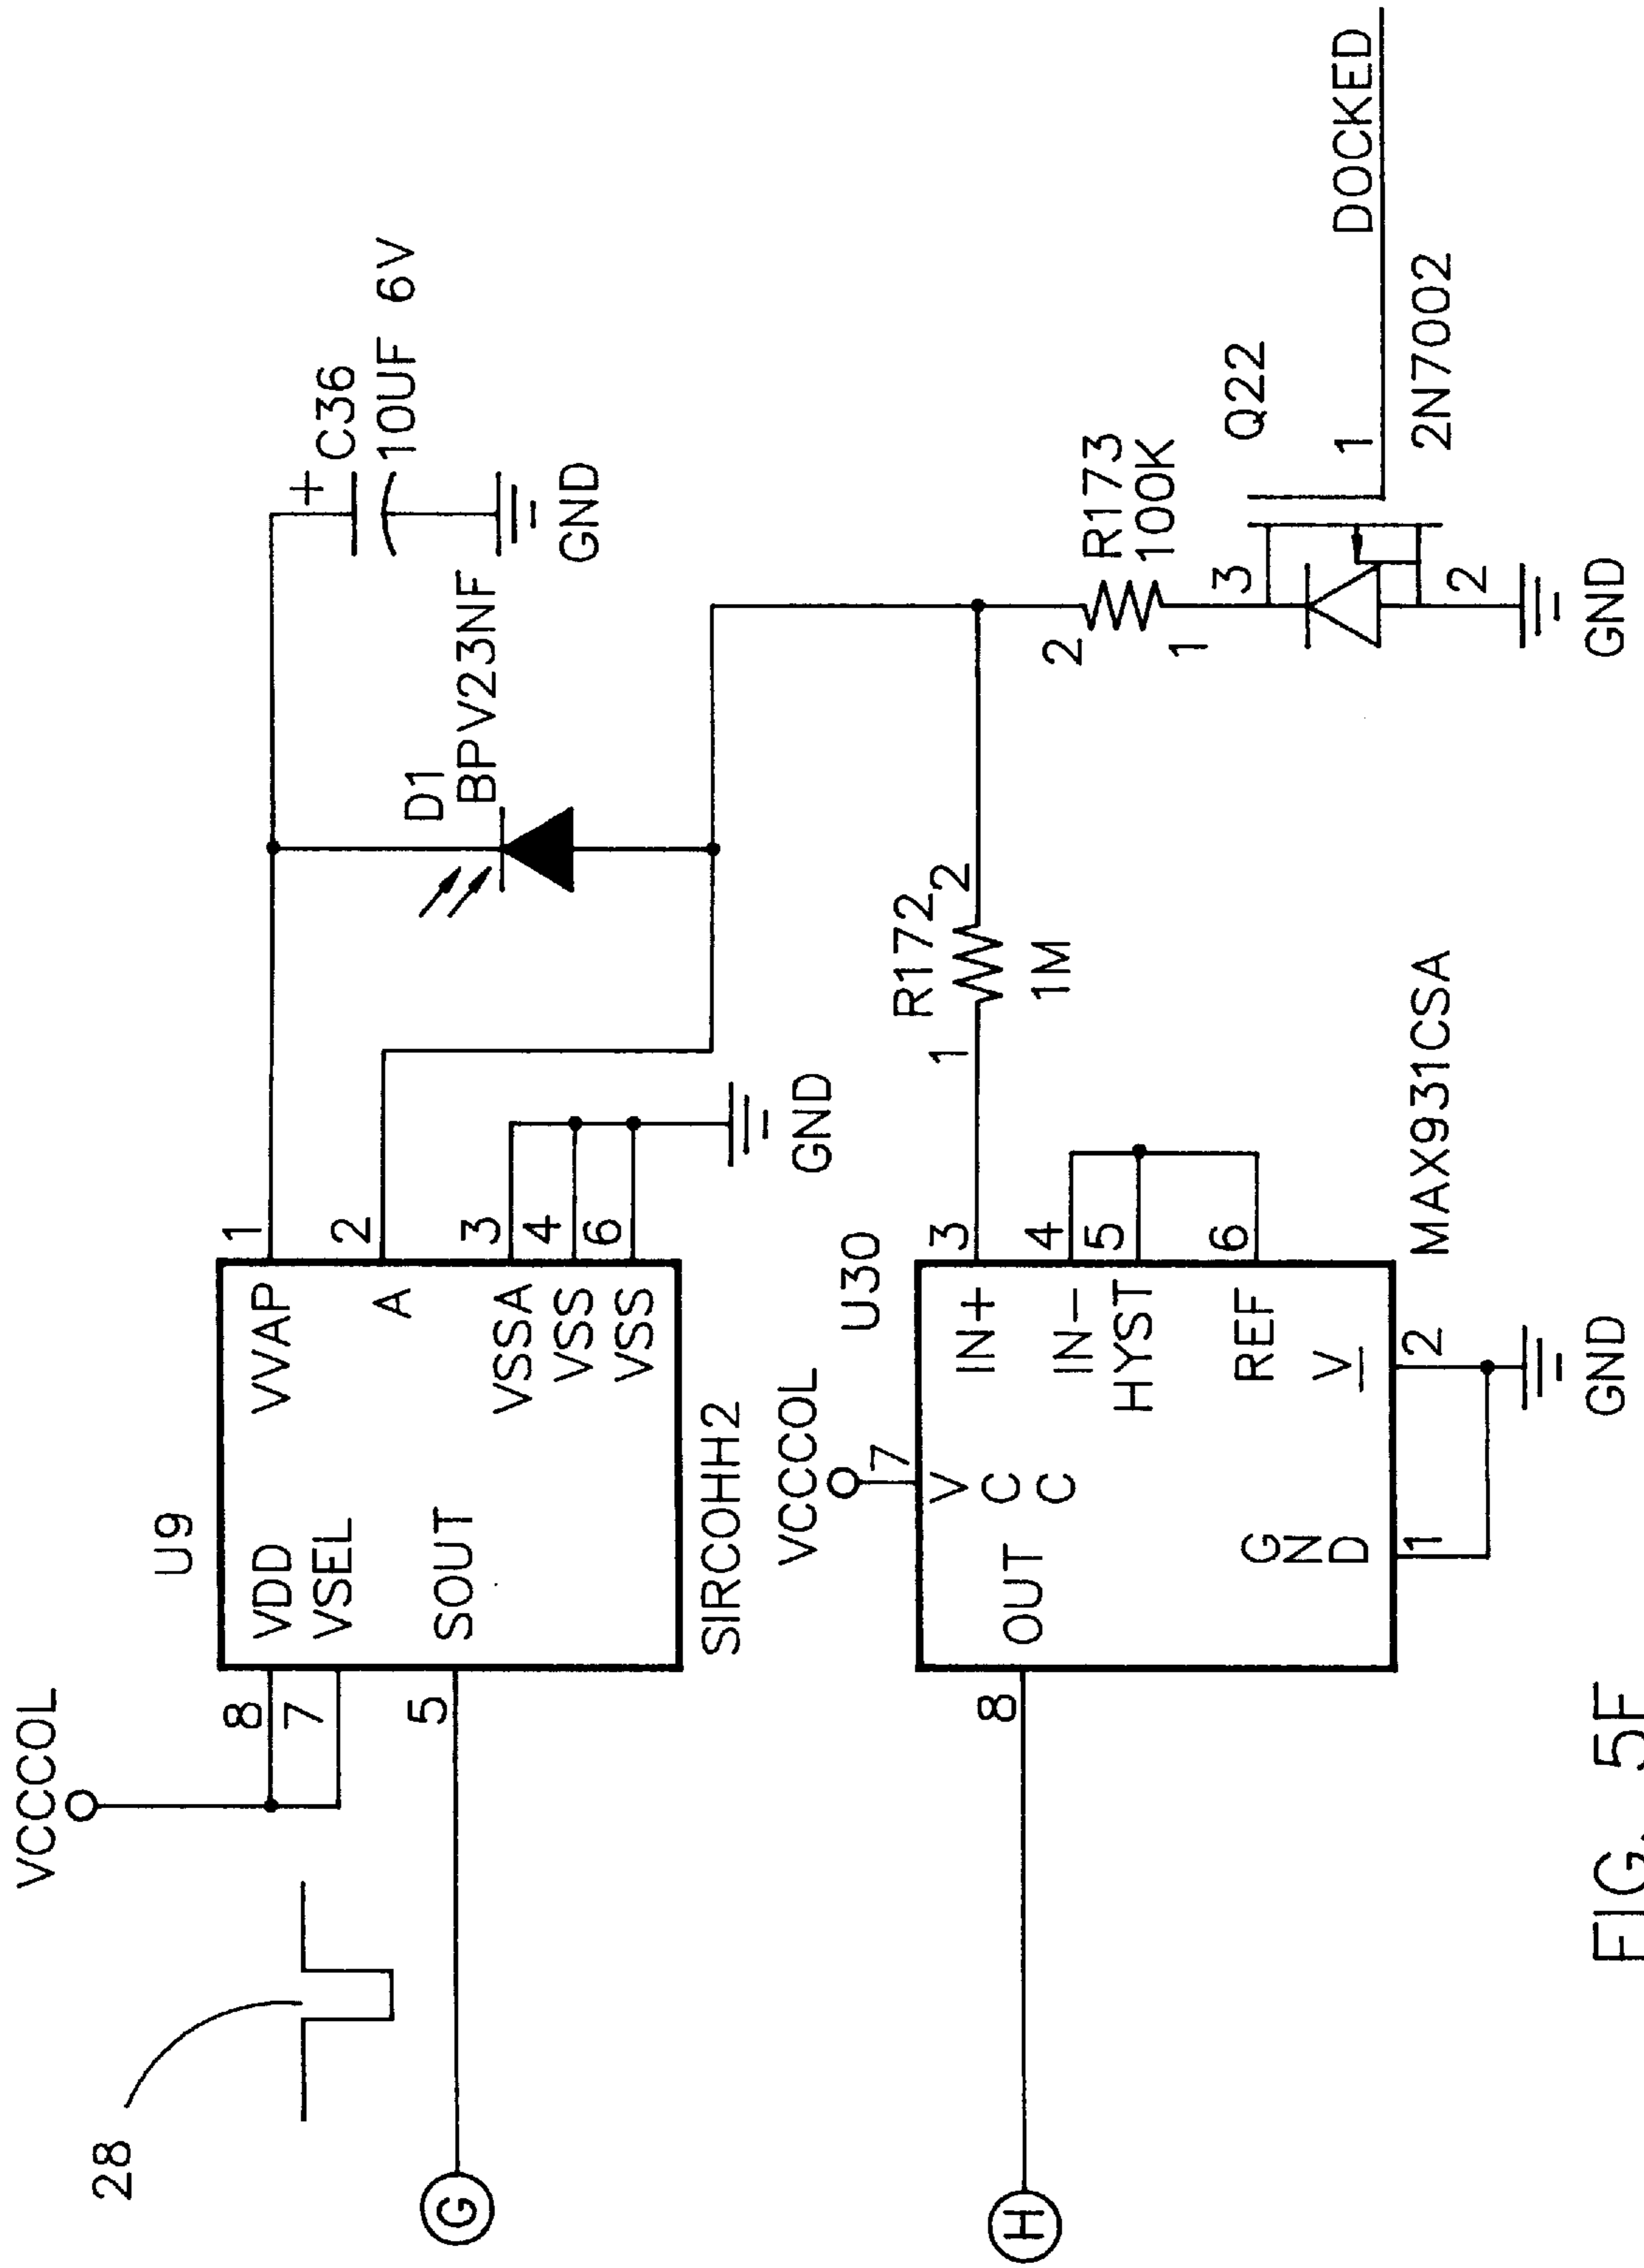 28
VCCCOL
8
7
5
G
U9
VDD
VSEL
SOUT
VVAP
A
VSSA
VSS
VSS
SIRCOHH2
1
2
3
4
6
GND
D1
BPV23NF
+
C36
10UF 6V
GND
VCCCOL
7
U30
H
8
OUT
V
C
C
G
N
D
IN+
IN-
HYST
REF
V-
3
4
5
6
1
2
GND
MAX931CSA
R172
1
2
1M
R173
100K
2
1
3
2
GND
Q22
1
2N7002
DOCKED
FIG. 5F